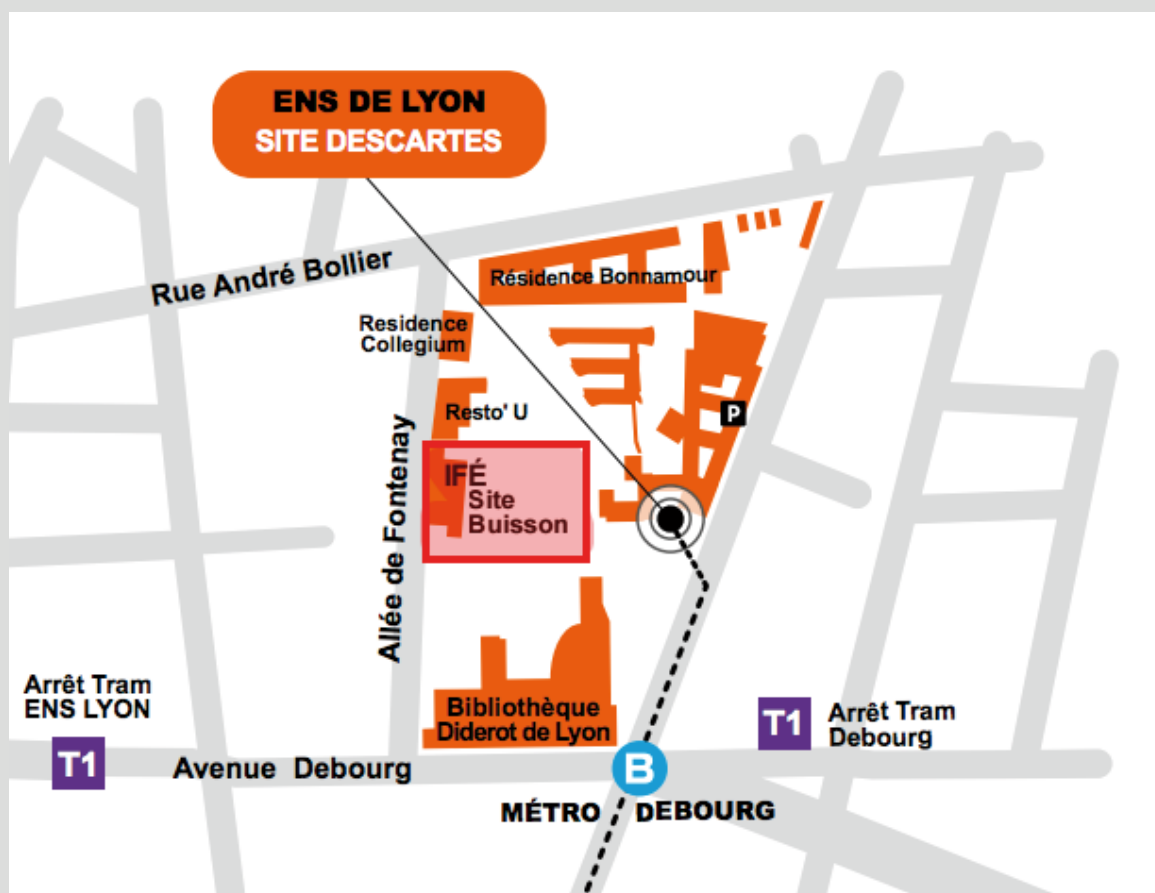 ENS DE LYON
SITE DESCARTES
Rue André Bollier
Résidence Bonnamour
Residence
Collegium
Resto' U
P
Allée de Fontenay
IFÉ
Site
Buisson
Bibliothèque
Diderot de Lyon
Arrêt Tram
ENS LYON
T1
T1
Arrêt Tram
Debourg
Avenue Debourg
B
MÉTRO DEBOURG